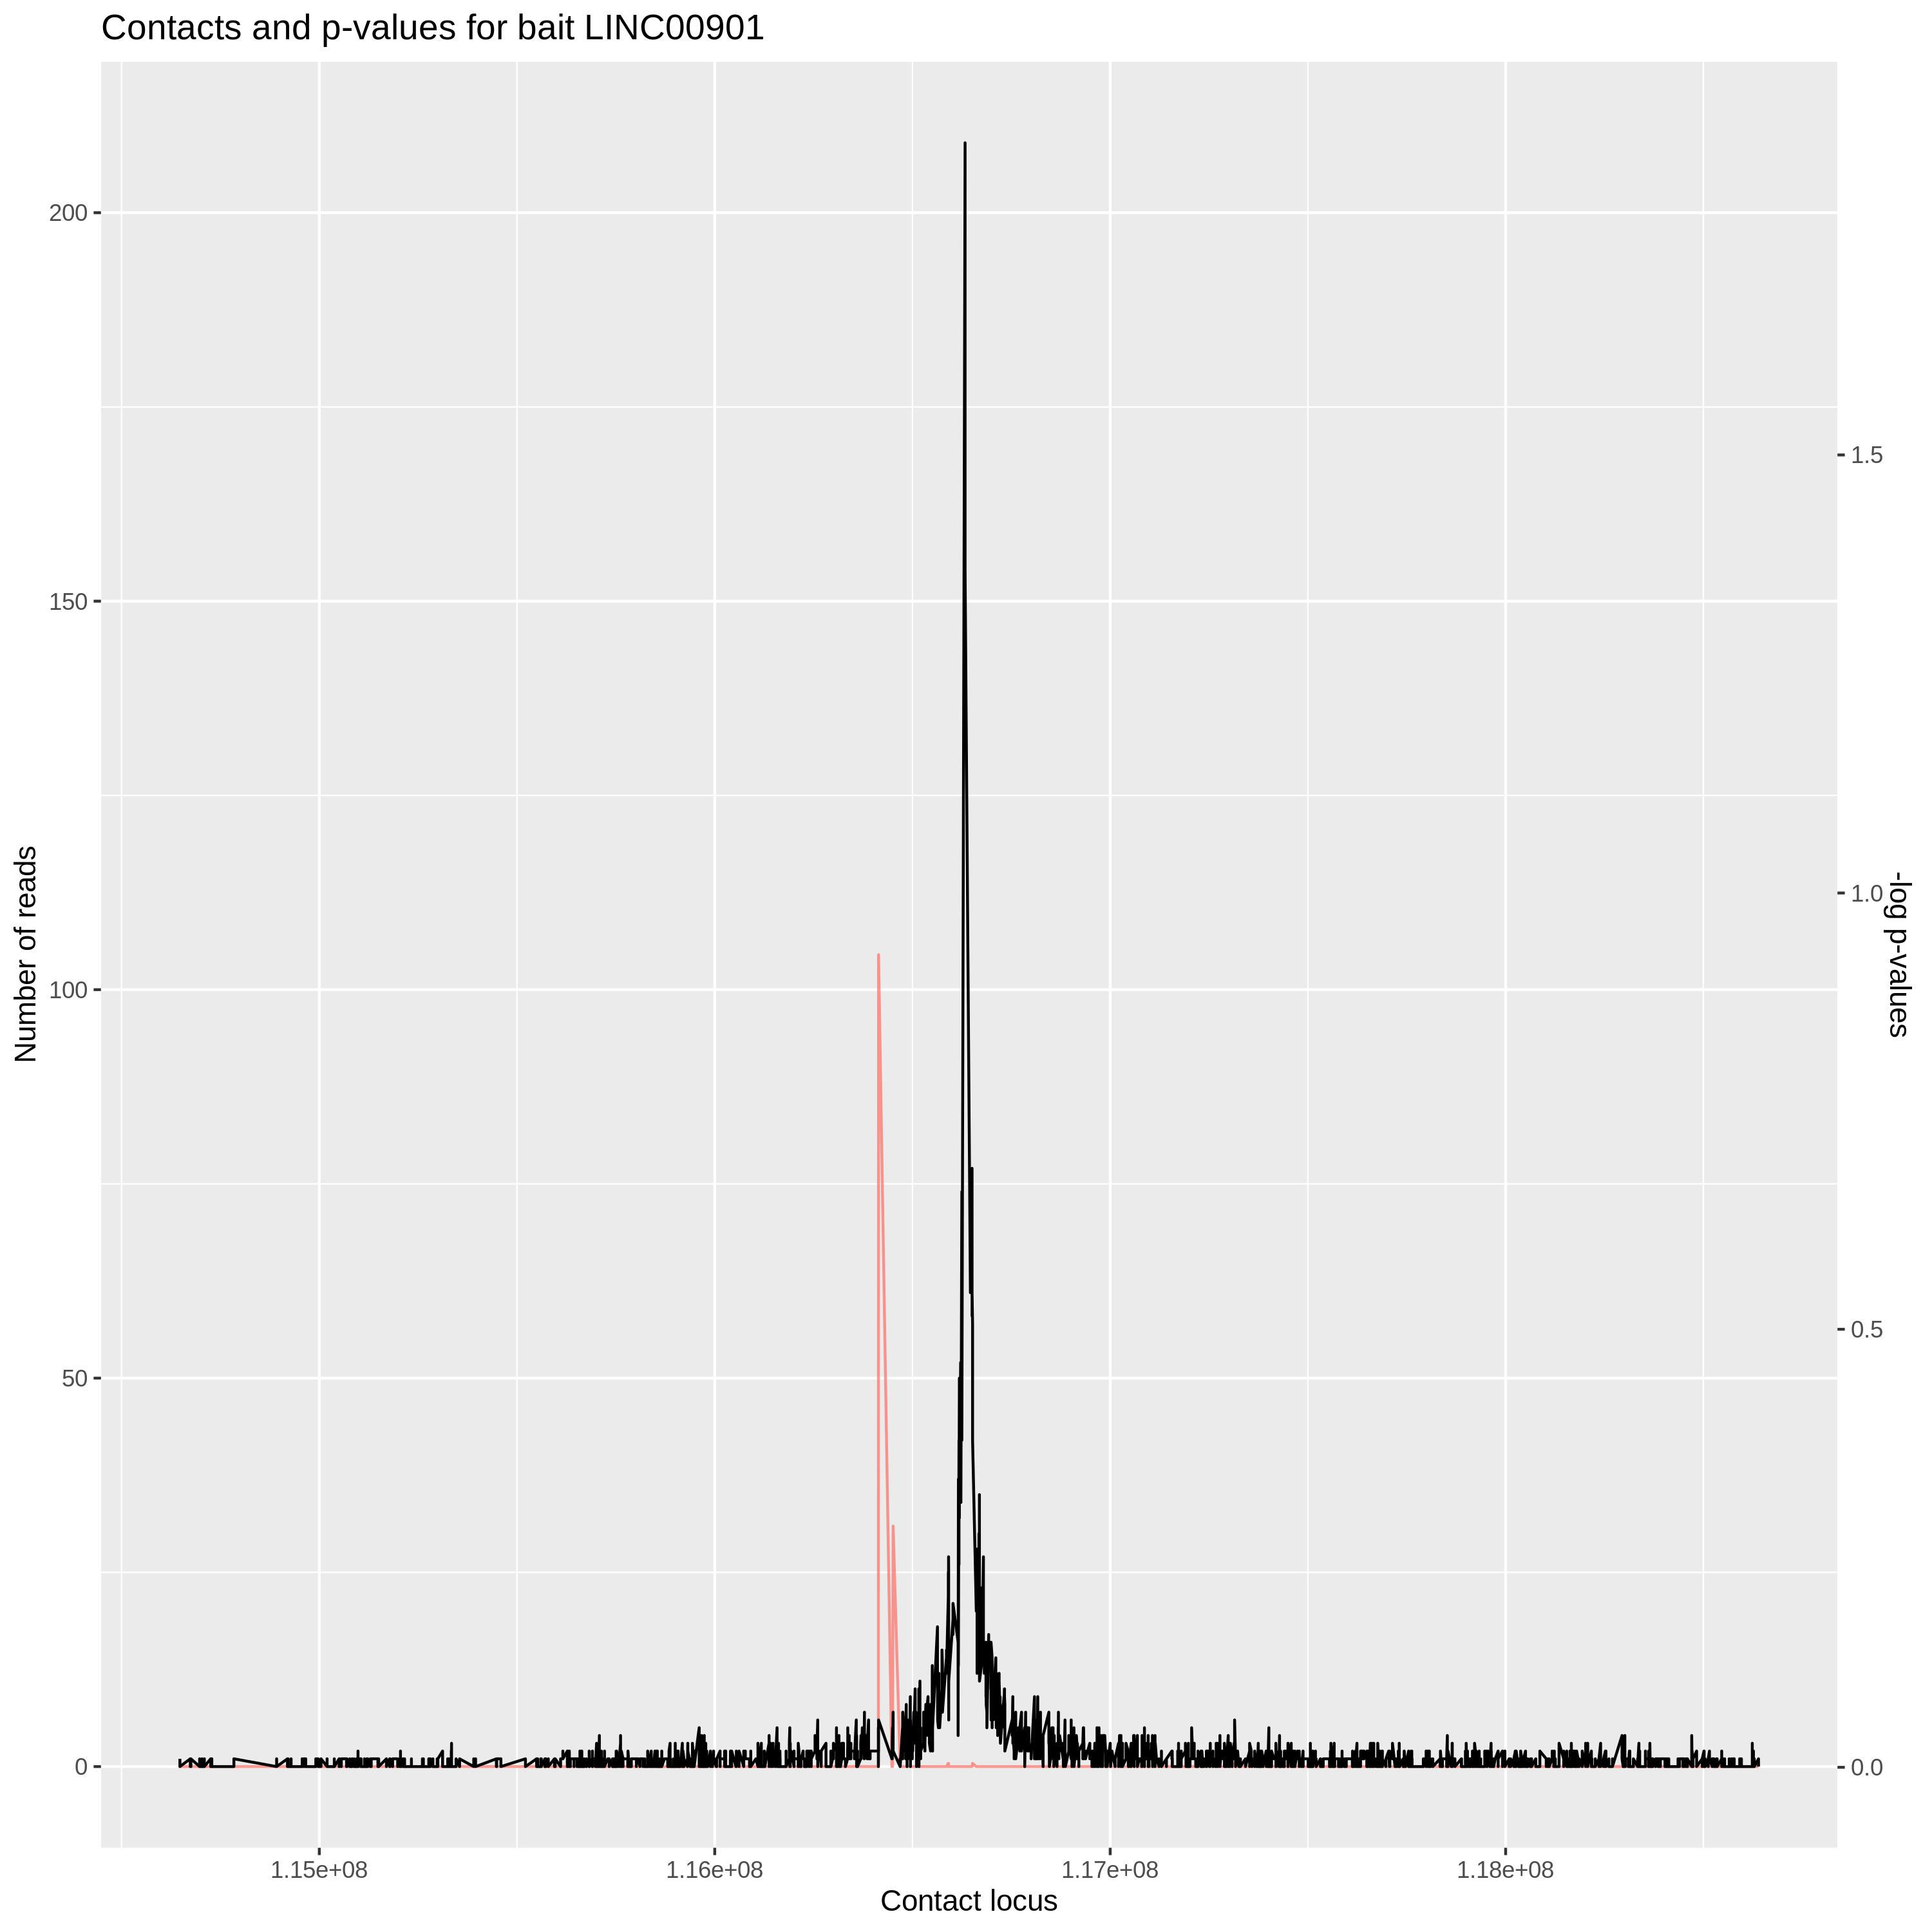 Contacts and p-values for bait LINC00901
Number of reads
200
150
100
50
0
1.5
1.0
0.5
0.0
-log p-values
1.15e+08 1.16e+08 1.17e+08 1.18e+08
Contact locus